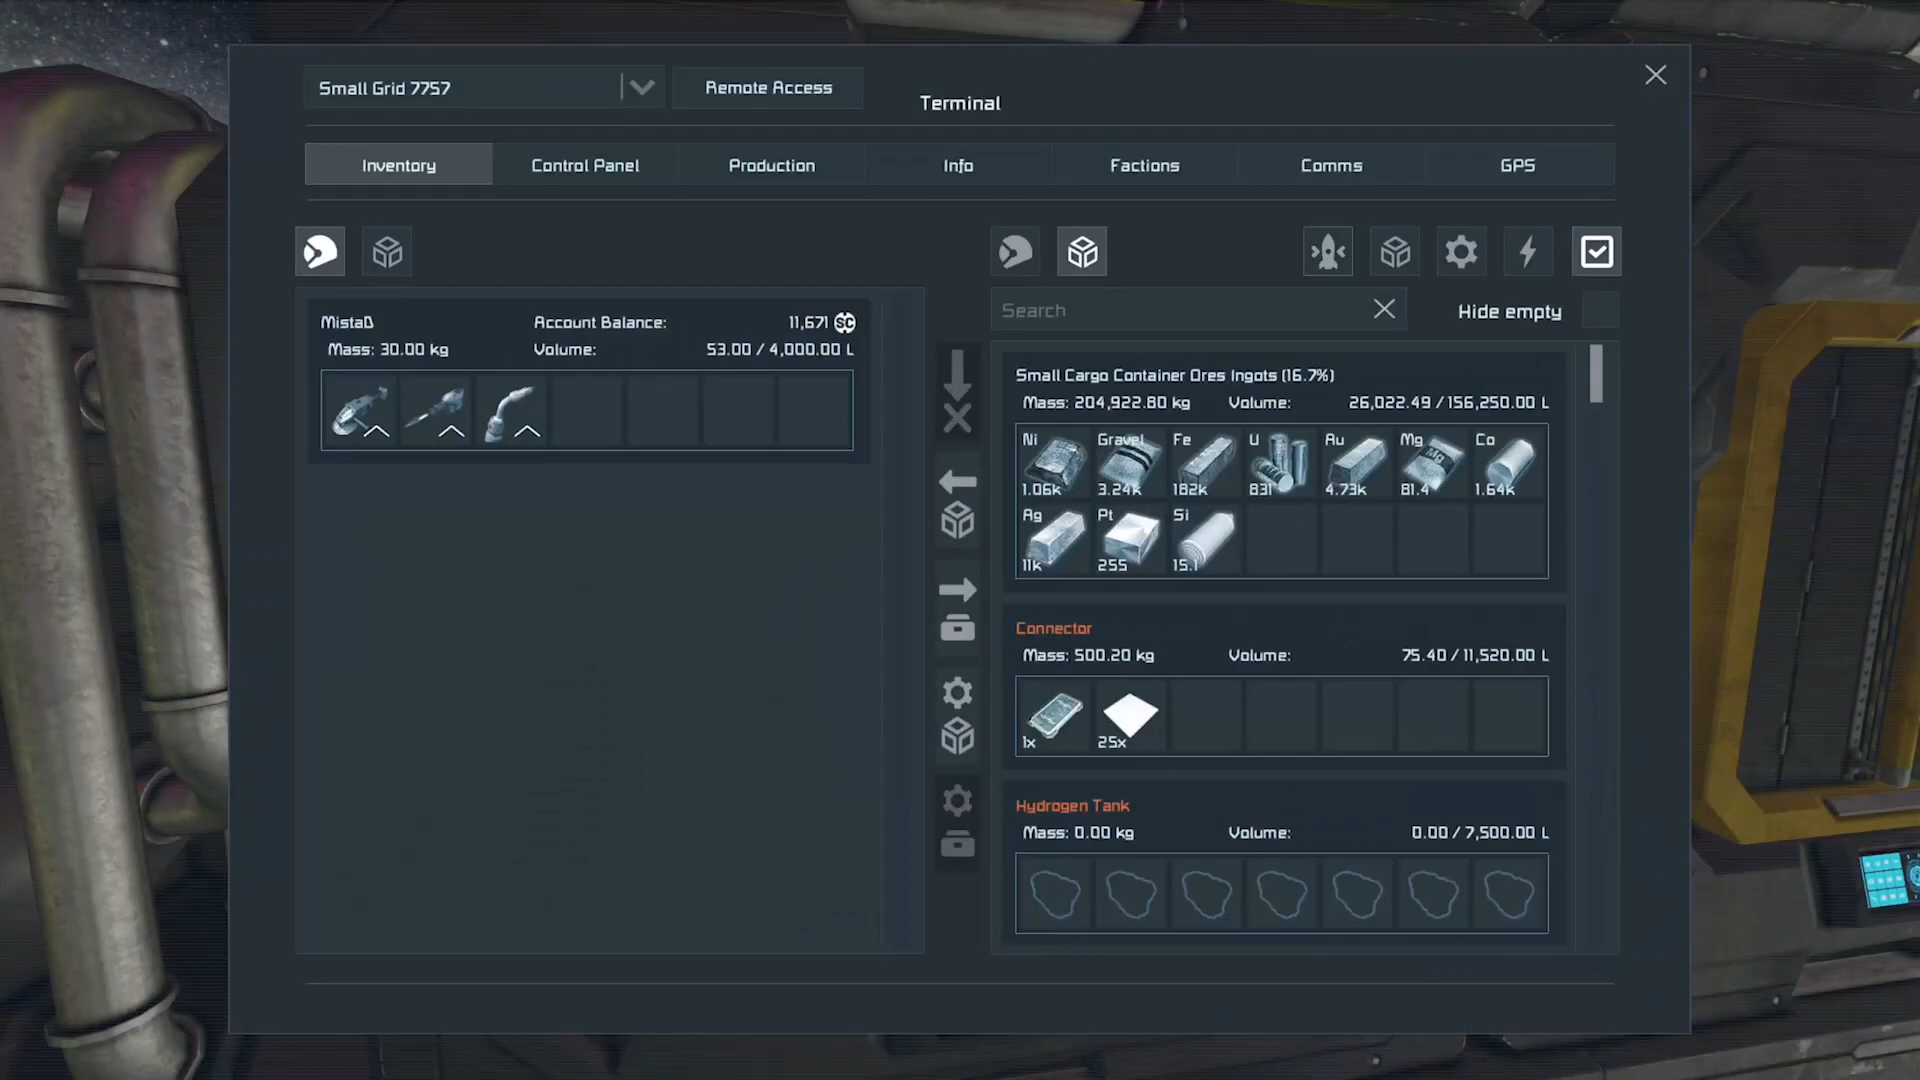 Small Grid 7757
Remote Access
Terminal
Inventory
Control Panel
Production
Info
Factions
Comms
GPS
MistaD
Account Balance:
11,671 SC
Mass: 30.00 kg
Volume:
53.00 / 4,000.00 L
Search
Hide empty
Small Cargo Container Ores Ingots (16.7%)
Mass: 204,922.80 kg
Volume:
26,022.49 / 156,250.00 L
Ni
Gravel
Fe
U
Au
Mg
Co
Mg
1.06k
3.24k
182k
831
4.73k
81.4
1.64k
Ag
Pt
Si
11k
255
15.1
Connector
Mass: 500.20 kg
Volume:
75.40 / 11,520.00 L
1x
25x
Hydrogen Tank
Mass: 0.00 kg
Volume:
0.00 / 7,500.00 L